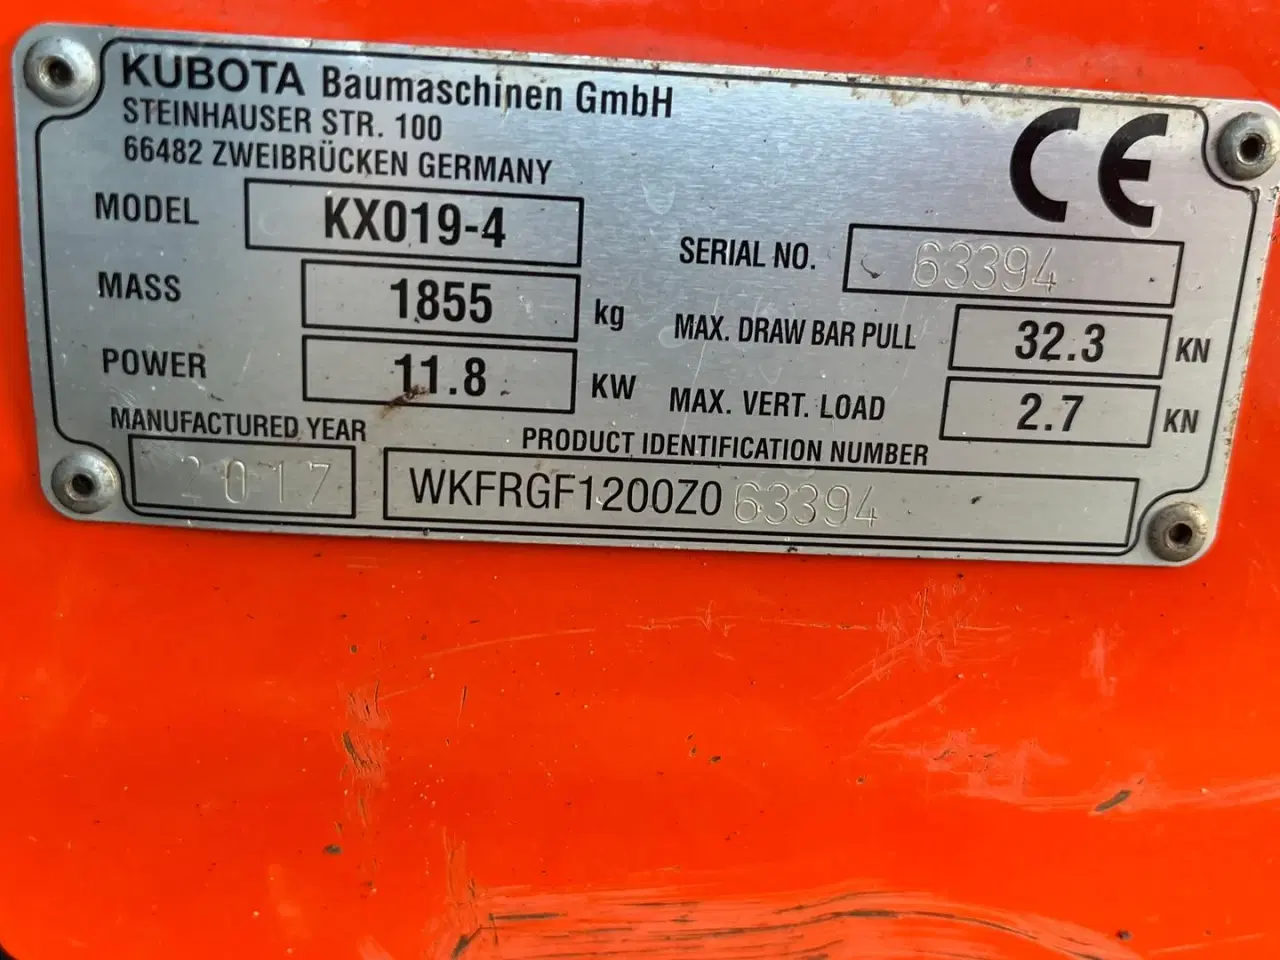 KUBOTA Baumaschinen GmbH
STEINHAUSER STR. 100
66482 ZWEIBRÜCKEN GERMANY
CE
MODEL KX019-4
SERIAL NO. 63394
MASS 1855 kg
MAX. DRAW BAR PULL 32.3 KN
POWER 11.8 KW
MAX. VERT. LOAD 2.7 KN
MANUFACTURED YEAR
2017
PRODUCT IDENTIFICATION NUMBER
WKFRGF1200Z063394